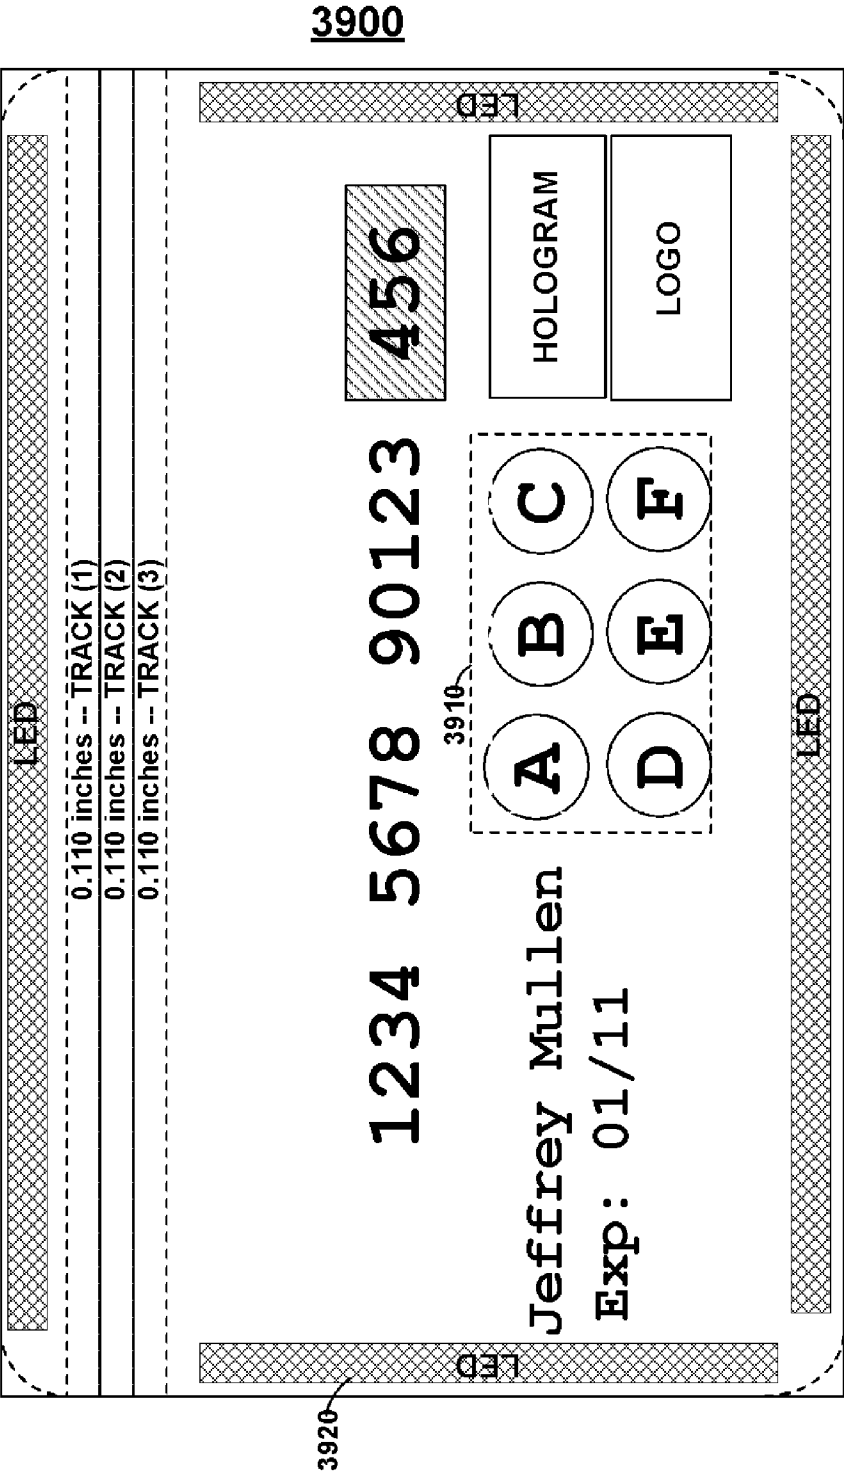 3900
LED
0.110 inches -- TRACK (1)
0.110 inches -- TRACK (2)
0.110 inches -- TRACK (3)
LED
LED
1234 5678 90123 456
3910
A B C
D E F
HOLOGRAM
LOGO
Jeffrey Mullen
Exp: 01/11
LED
3920